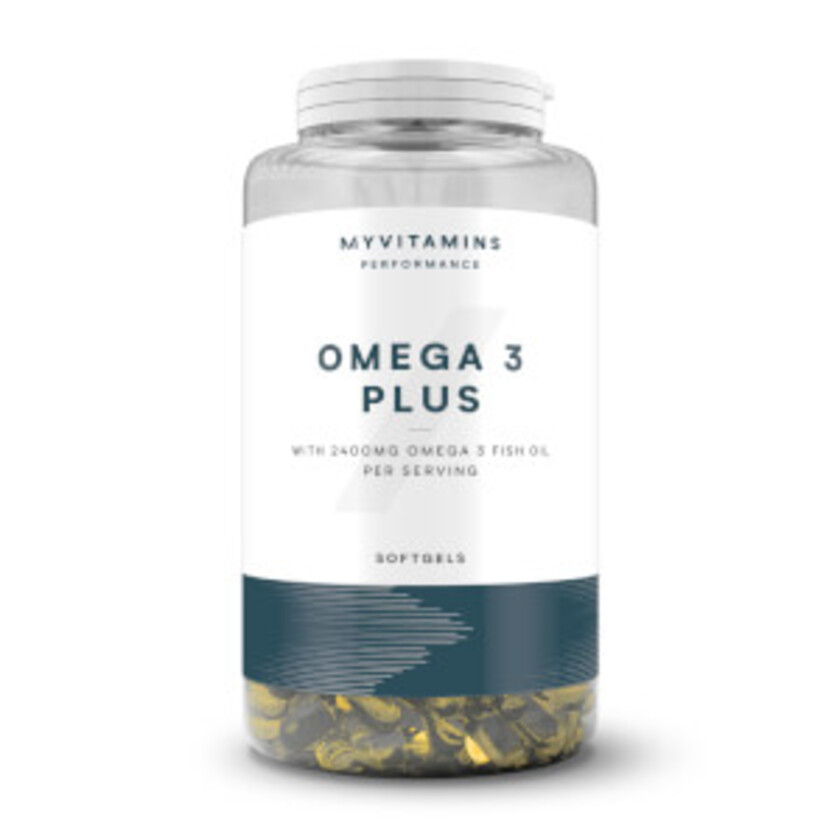 MYVITAMINS
PERFORMANCE
OMEGA 3
PLUS
WITH 2400MG OMEGA 3 FISH OIL
PER SERVING
SOFTGELS